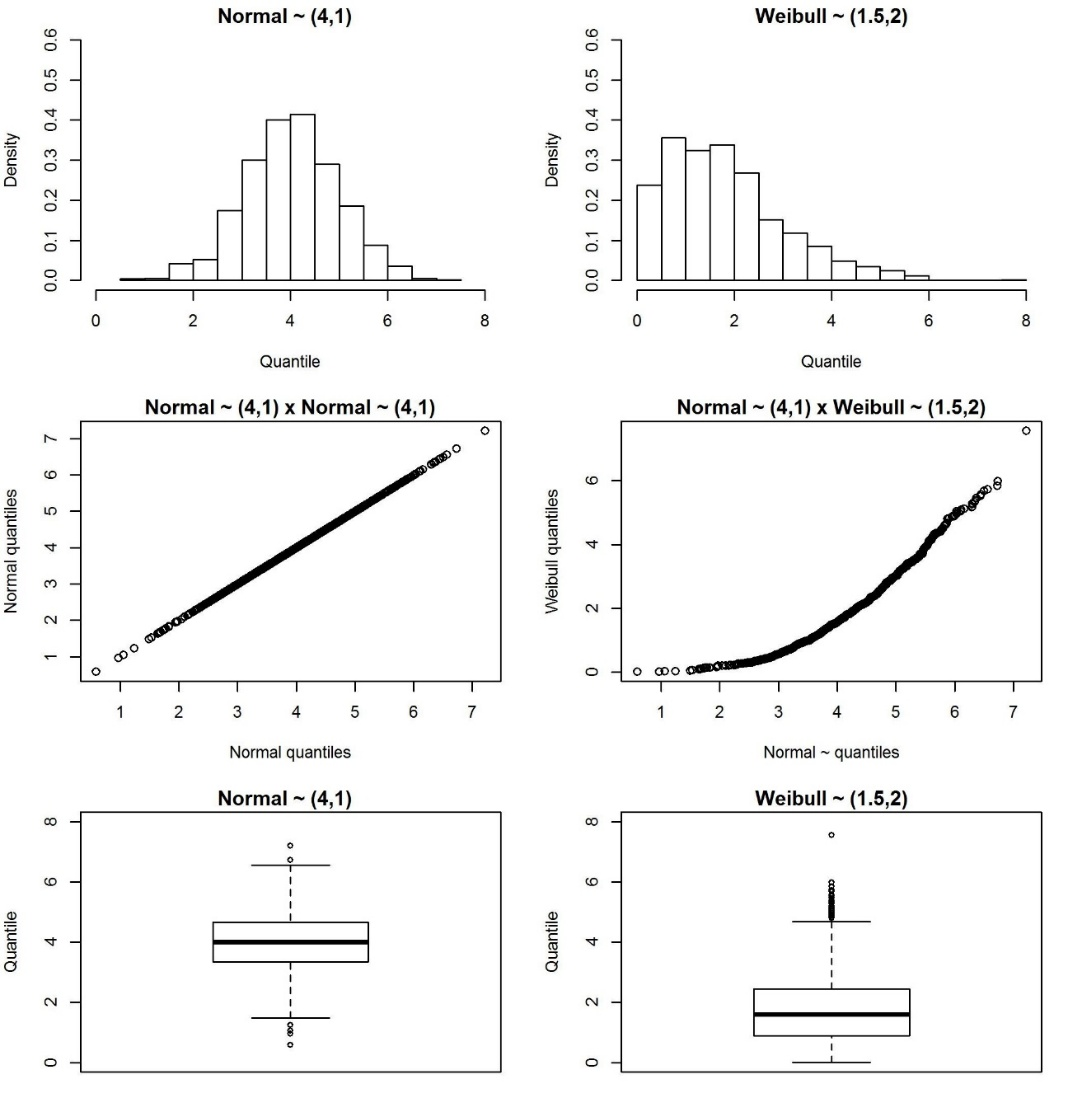 Normal ~ (4,1)
Density
0.0 0.1 0.2 0.3 0.4 0.5 0.6
0 2 4 6 8
Quantile
Weibull ~ (1.5,2)
Density
0.0 0.1 0.2 0.3 0.4 0.5 0.6
0 2 4 6 8
Quantile
Normal ~ (4,1) x Normal ~ (4,1)
Normal quantiles
1 2 3 4 5 6 7
1 2 3 4 5 6 7
Normal quantiles
Normal ~ (4,1) x Weibull ~ (1.5,2)
Weibull quantiles
0 2 4 6
1 2 3 4 5 6 7
Normal ~ quantiles
Normal ~ (4,1)
Quantile
0 2 4 6 8
Weibull ~ (1.5,2)
Quantile
0 2 4 6 8